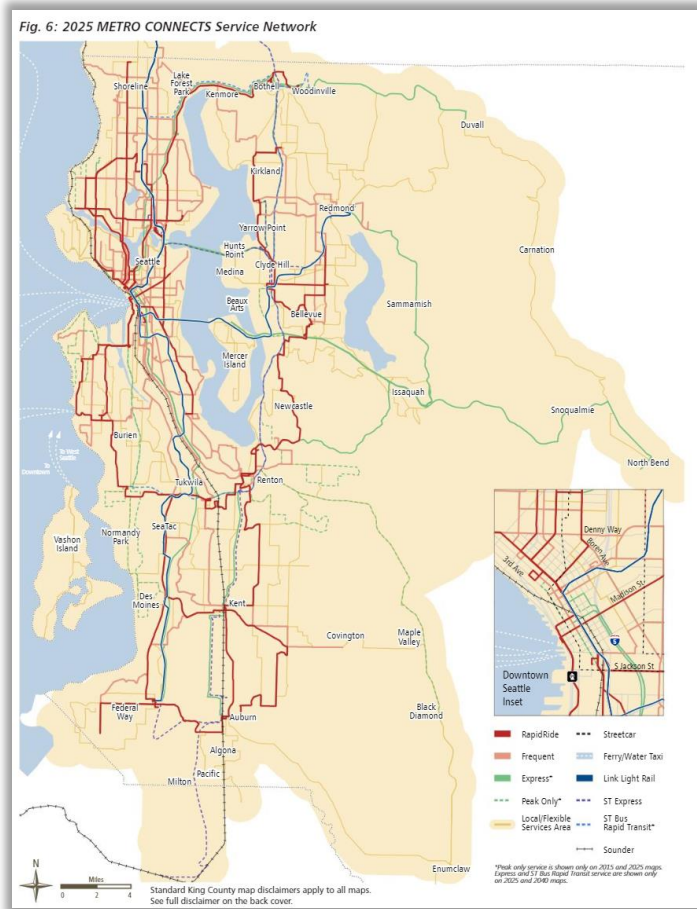 Fig. 6: 2025 METRO CONNECTS Service Network
Shoreline
Lake
Forest
Park
Kenmore
Bothell
Woodinville
Duvall
Kirkland
Redmond
Yarrow Point
Hunts
Point
Clyde Hill
Medina
Carnation
Seattle
Beaux
Arts
Bellevue
Sammamish
Mercer
Island
Issaquah
Newcastle
Snoqualmie
North Bend
Burien
To West
Seattle
To
Downtown
Tukwila
Renton
SeaTac
Vashon
Island
Normandy
Park
Des
Moines
Kent
Covington
Maple
Valley
Federal
Way
Auburn
Black
Diamond
Algona
Pacific
Milton
Enumclaw
Denny Way
Boren Ave
3rd Ave
Madison St
5
S Jackson St
Downtown
Seattle
Inset
RapidRide
Frequent
Express*
Peak Only*
Local/Flexible
Services Area
Streetcar
Ferry/Water Taxi
Link Light Rail
ST Express
ST Bus
Rapid Transit*
Sounder
*Peak only service is shown only on 2015 and 2025 maps.
Express and ST Bus Rapid Transit service are shown only
on 2025 and 2040 maps.
N
Miles
0 2 4
Standard King County map disclaimers apply to all maps.
See full disclaimer on the back cover.